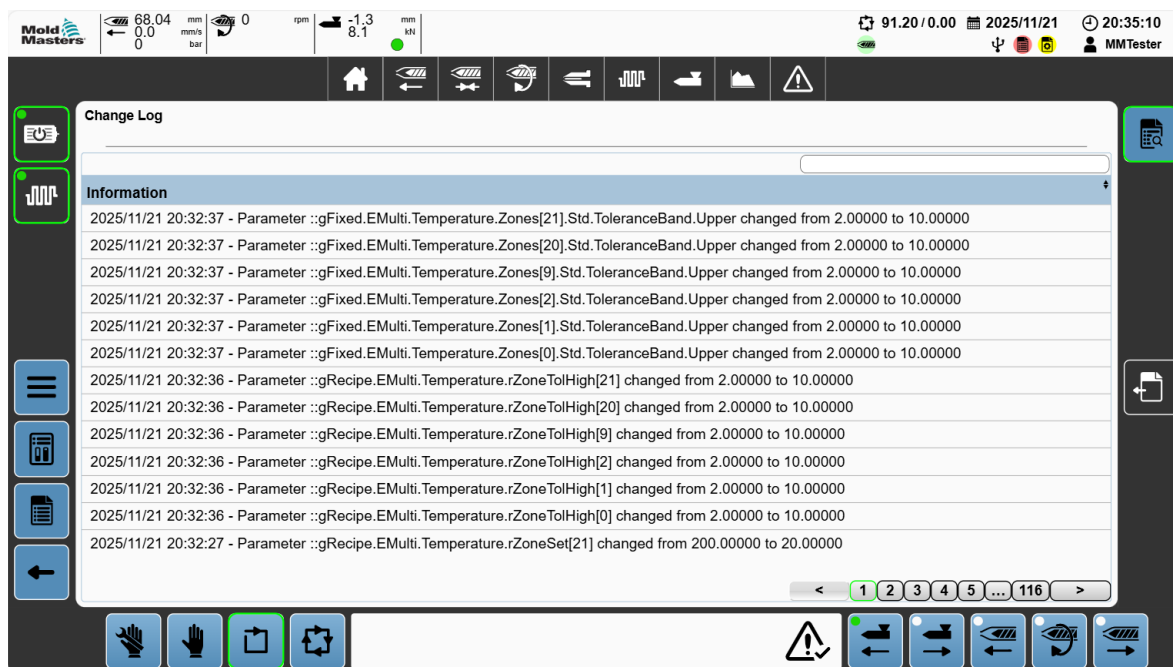 Mold Masters
68.04 mm
0.0 mm/s
0 bar
0 rpm
-1.3 mm
8.1 kN
91.20 / 0.00
2025/11/21
20:35:10
MMTester
Change Log
Information
2025/11/21 20:32:37 - Parameter ::gFixed.EMulti.Temperature.Zones[21].Std.ToleranceBand.Upper changed from 2.00000 to 10.00000
2025/11/21 20:32:37 - Parameter ::gFixed.EMulti.Temperature.Zones[20].Std.ToleranceBand.Upper changed from 2.00000 to 10.00000
2025/11/21 20:32:37 - Parameter ::gFixed.EMulti.Temperature.Zones[9].Std.ToleranceBand.Upper changed from 2.00000 to 10.00000
2025/11/21 20:32:37 - Parameter ::gFixed.EMulti.Temperature.Zones[2].Std.ToleranceBand.Upper changed from 2.00000 to 10.00000
2025/11/21 20:32:37 - Parameter ::gFixed.EMulti.Temperature.Zones[1].Std.ToleranceBand.Upper changed from 2.00000 to 10.00000
2025/11/21 20:32:37 - Parameter ::gFixed.EMulti.Temperature.Zones[0].Std.ToleranceBand.Upper changed from 2.00000 to 10.00000
2025/11/21 20:32:36 - Parameter ::gRecipe.EMulti.Temperature.rZoneTolHigh[21] changed from 2.00000 to 10.00000
2025/11/21 20:32:36 - Parameter ::gRecipe.EMulti.Temperature.rZoneTolHigh[20] changed from 2.00000 to 10.00000
2025/11/21 20:32:36 - Parameter ::gRecipe.EMulti.Temperature.rZoneTolHigh[9] changed from 2.00000 to 10.00000
2025/11/21 20:32:36 - Parameter ::gRecipe.EMulti.Temperature.rZoneTolHigh[2] changed from 2.00000 to 10.00000
2025/11/21 20:32:36 - Parameter ::gRecipe.EMulti.Temperature.rZoneTolHigh[1] changed from 2.00000 to 10.00000
2025/11/21 20:32:36 - Parameter ::gRecipe.EMulti.Temperature.rZoneTolHigh[0] changed from 2.00000 to 10.00000
2025/11/21 20:32:27 - Parameter ::gRecipe.EMulti.Temperature.rZoneSet[21] changed from 200.00000 to 20.00000
< 1 2 3 4 5 ... 116 >